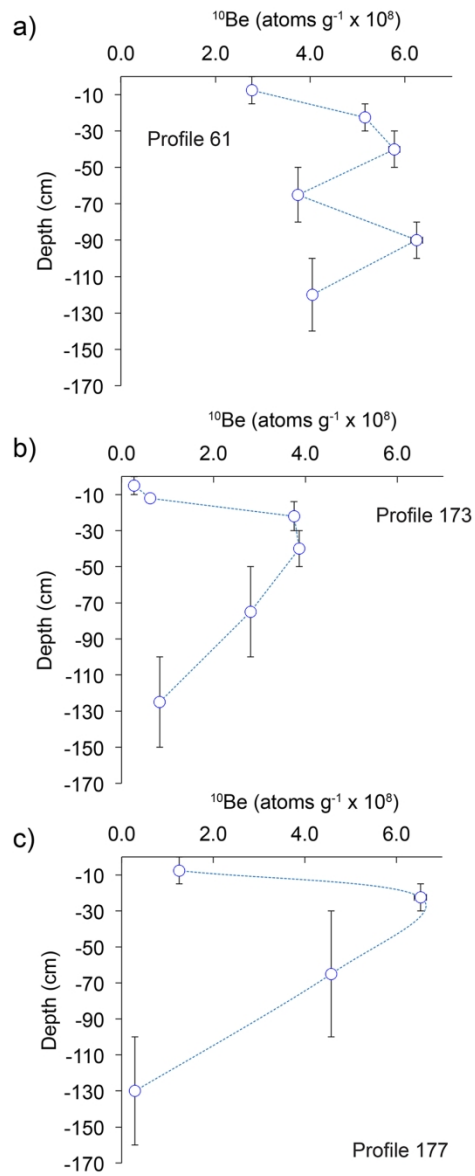 a)
¹⁰Be (atoms g⁻¹ x 10⁸)
0.0 2.0 4.0 6.0
Depth (cm)
-10
-30
-50
-70
-90
-110
-130
-150
-170
Profile 61
b)
¹⁰Be (atoms g⁻¹ x 10⁸)
0.0 2.0 4.0 6.0
Depth (cm)
-10
-30
-50
-70
-90
-110
-130
-150
-170
Profile 173
c)
¹⁰Be (atoms g⁻¹ x 10⁸)
0.0 2.0 4.0 6.0
Depth (cm)
-10
-30
-50
-70
-90
-110
-130
-150
-170
Profile 177